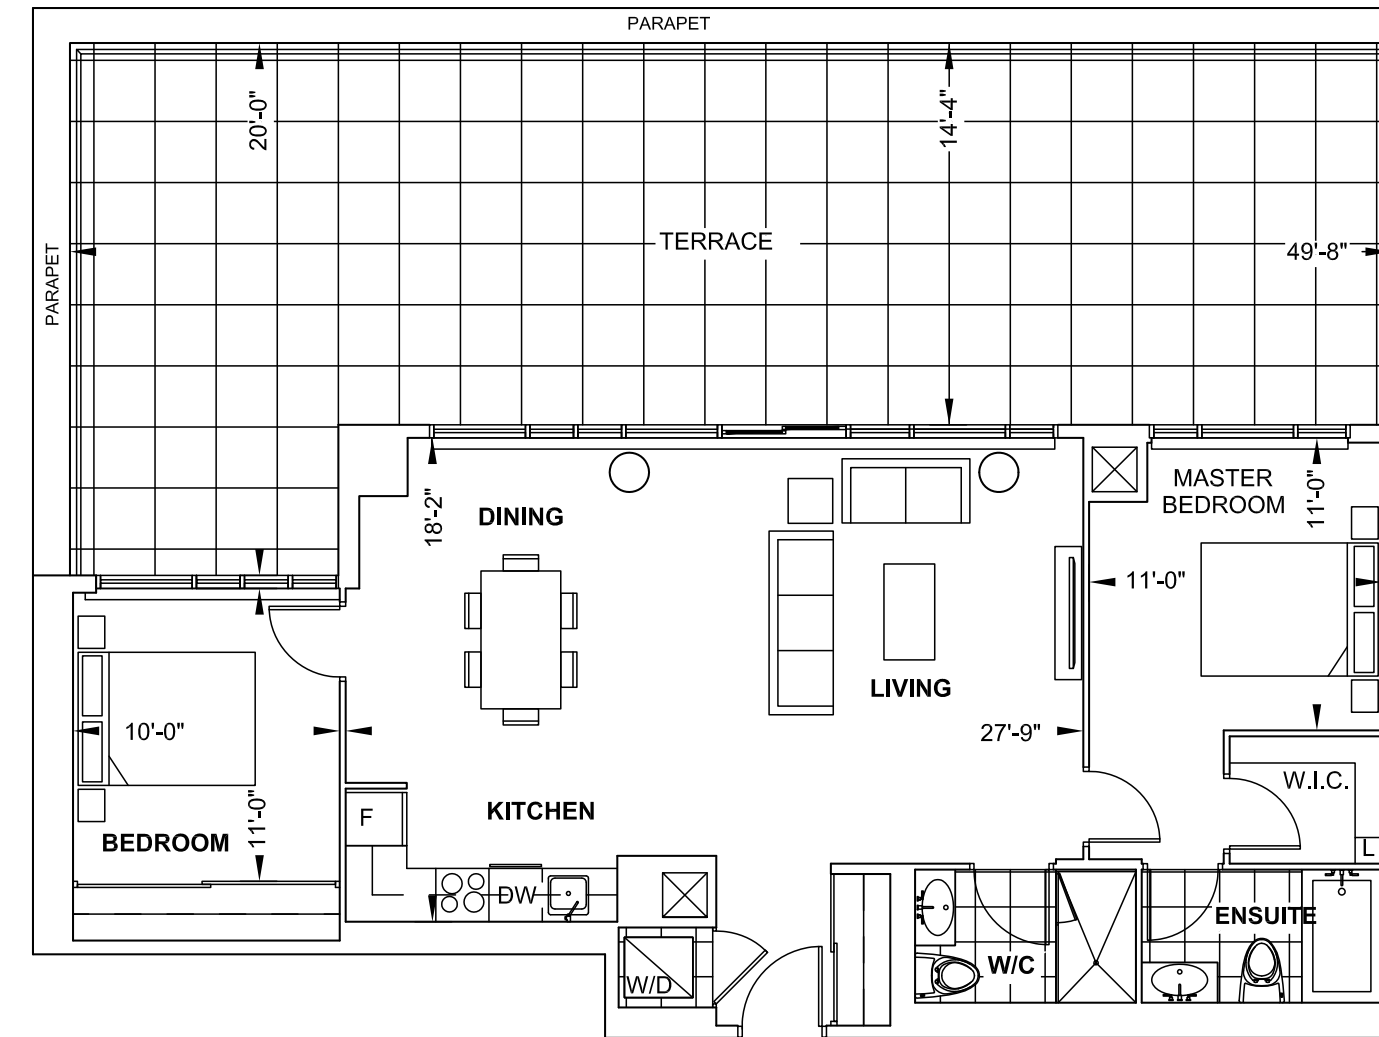 PARAPET
20'-0"
14'-4"
TERRACE
49'-8"
PARAPET
MASTER
BEDROOM
11'-0"
18'-2"
DINING
11'-0"
LIVING
10'-0"
27'-9"
W.I.C.
KITCHEN
F
BEDROOM
11'-0"
L
DW
ENSUITE
W/C
W/D